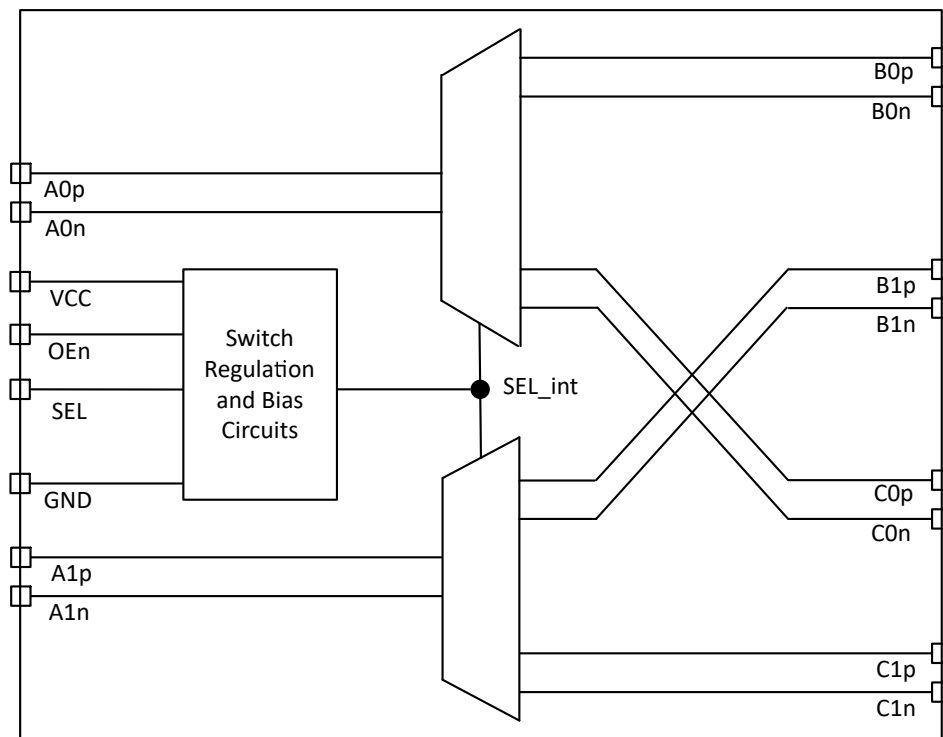 B0p
B0n
A0p
A0n
VCC
OEn
SEL
GND
Switch
Regulation
and Bias
Circuits
SEL_int
B1p
B1n
C0p
C0n
A1p
A1n
C1p
C1n